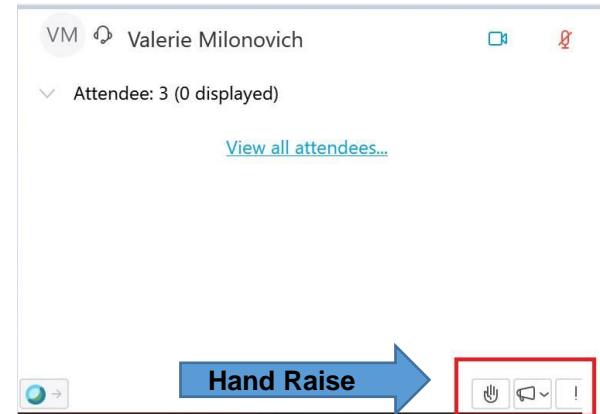 VM Valerie Milonovich
Attendee: 3 (0 displayed)
View all attendees...
Hand Raise
!